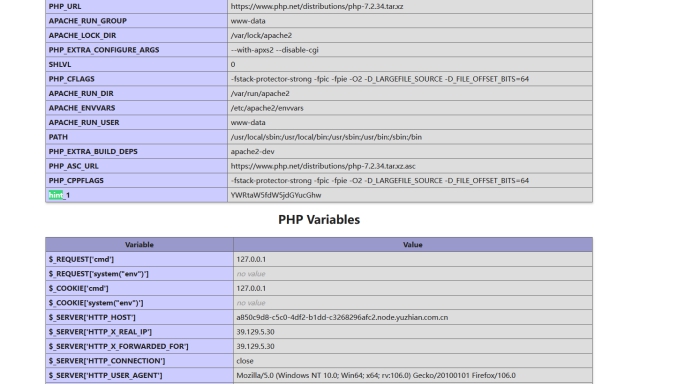 PHP_URL https://www.php.net/distributions/php-7.2.34.tar.xz
APACHE_RUN_GROUP www-data
APACHE_LOCK_DIR /var/lock/apache2
PHP_EXTRA_CONFIGURE_ARGS --with-apxs2 --disable-cgi
SHLVL 0
PHP_CFLAGS -fstack-protector-strong -fpic -fpie -O2 -D_LARGEFILE_SOURCE -D_FILE_OFFSET_BITS=64
APACHE_RUN_DIR /var/run/apache2
APACHE_ENVVARS /etc/apache2/envvars
APACHE_RUN_USER www-data
PATH /usr/local/sbin:/usr/local/bin:/usr/sbin:/usr/bin:/sbin:/bin
PHP_EXTRA_BUILD_DEPS apache2-dev
PHP_ASC_URL https://www.php.net/distributions/php-7.2.34.tar.xz.asc
PHP_CPPFLAGS -fstack-protector-strong -fpic -fpie -O2 -D_LARGEFILE_SOURCE -D_FILE_OFFSET_BITS=64
hint_1 YWRtaW5fdW5jdGYucGhw
PHP Variables
Variable Value
$_REQUEST['cmd'] 127.0.0.1
$_REQUEST['system("env")'] no value
$_COOKIE['cmd'] 127.0.0.1
$_COOKIE['system("env")'] no value
$_SERVER['HTTP_HOST'] a850c9d8-c5c0-4df2-b1dd-c3268296afc2.node.yuzhian.com.cn
$_SERVER['HTTP_X_REAL_IP'] 39.129.5.30
$_SERVER['HTTP_X_FORWARDED_FOR'] 39.129.5.30
$_SERVER['HTTP_CONNECTION'] close
$_SERVER['HTTP_USER_AGENT'] Mozilla/5.0 (Windows NT 10.0; Win64; x64; rv:106.0) Gecko/20100101 Firefox/106.0